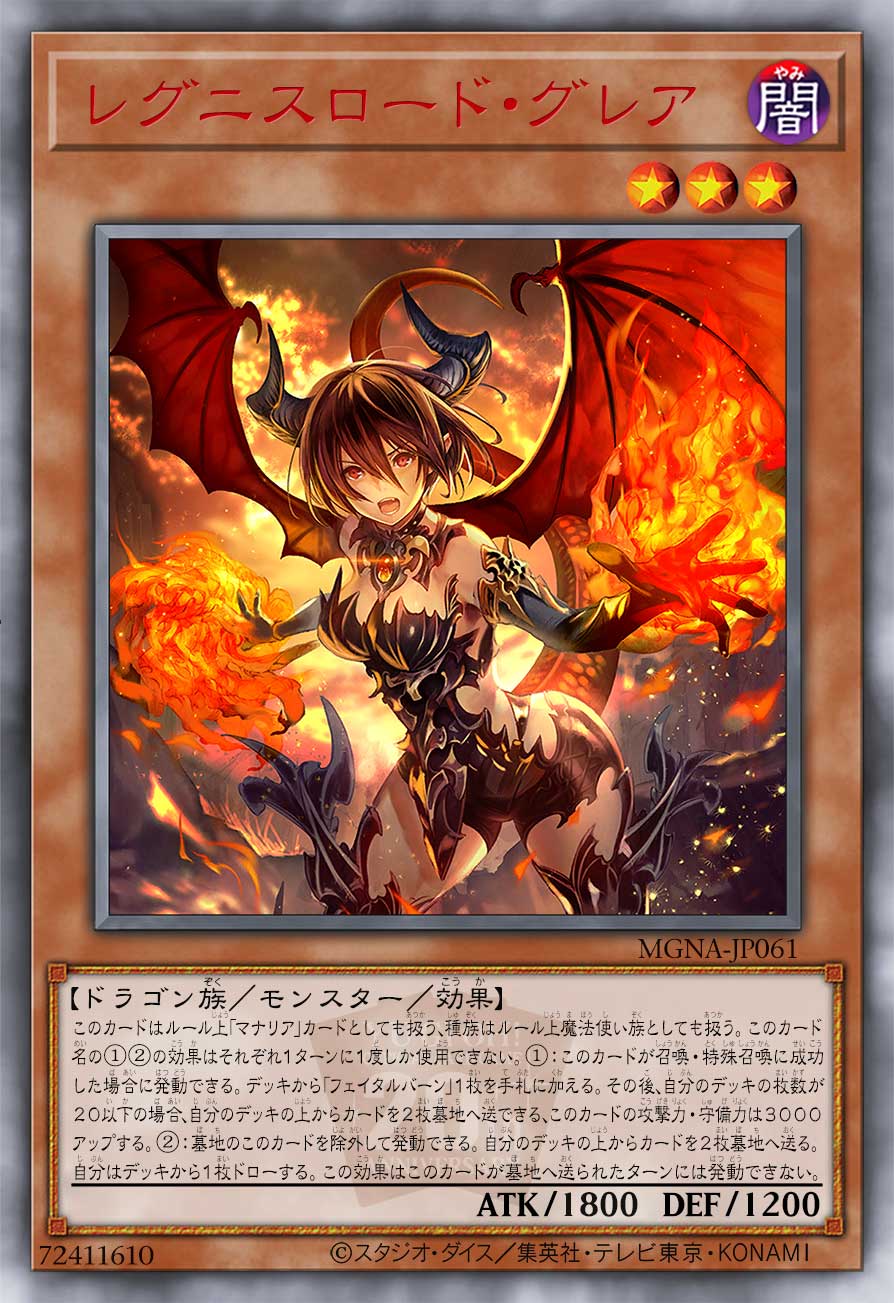 レグニスロード・グレア
やみ
闇
MGNA-JP061
【ドラゴン族／モンスター／効果】
このカードはルール上「マナリア」カードとしても扱う、種族はルール上魔法使い族としても扱う。このカード
名の①②の効果はそれぞれ1ターンに1度しか使用できない。①：このカードが召喚・特殊召喚に成功
した場合に発動できる。デッキから「フェイタルバーン」1枚を手札に加える。その後、自分のデッキの枚数が
20以下の場合、自分のデッキの上からカードを2枚墓地へ送できる、このカードの攻撃力・守備力は3000
アップする。②：墓地のこのカードを除外して発動できる。自分のデッキの上からカードを2枚墓地へ送る。
自分はデッキから1枚ドローする。この効果はこのカードが墓地へ送られたターンには発動できない。
ATK/1800 DEF/1200
72411610 ©スタジオ・ダイス／集英社・テレビ東京・KONAMI